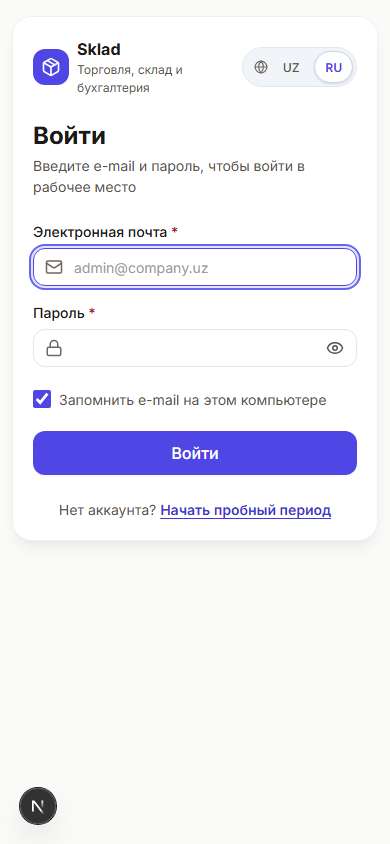 Sklad
Торговля, склад и
бухгалтерия
UZ
RU
Войти
Введите e-mail и пароль, чтобы войти в
рабочее место
Электронная почта *
admin@company.uz
Пароль *
Запомнить e-mail на этом компьютере
Войти
Нет аккаунта? Начать пробный период
N